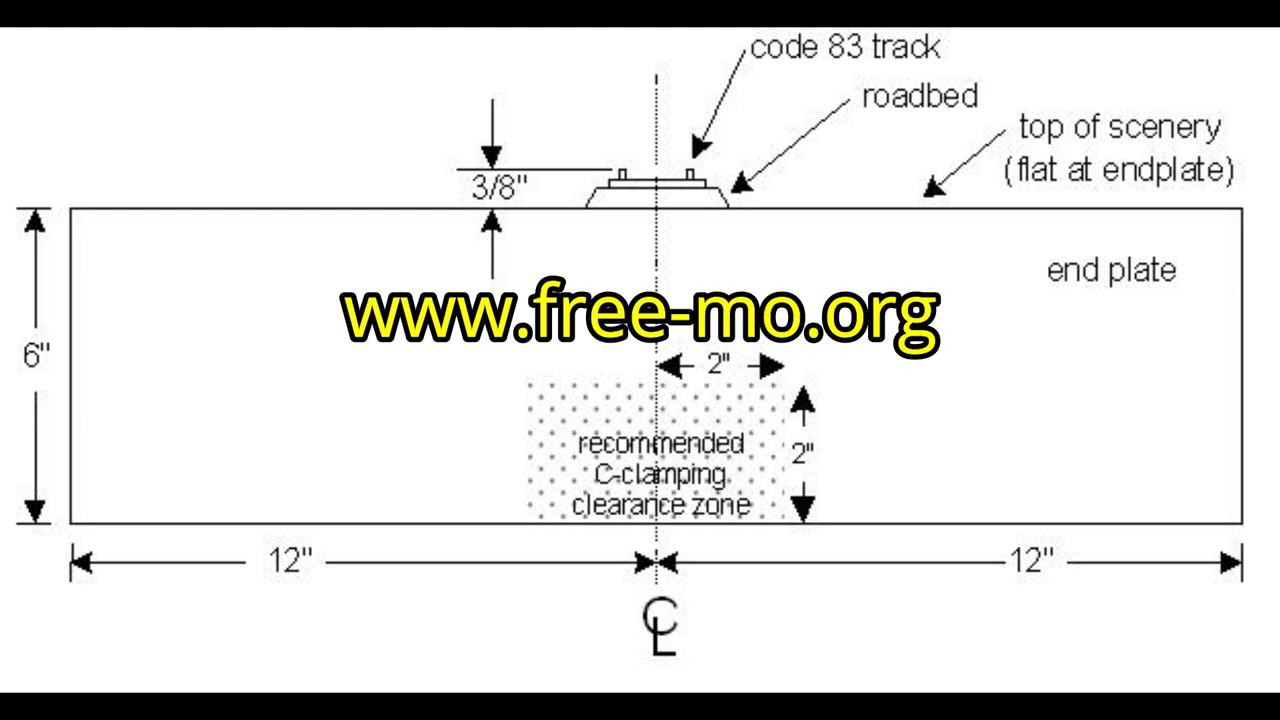 code 83 track
roadbed
top of scenery
(flat at endplate)
3/8"
end plate
www.free-mo.org
6"
2"
recommended
C-clamping
clearance zone
2"
12"
12"
CL